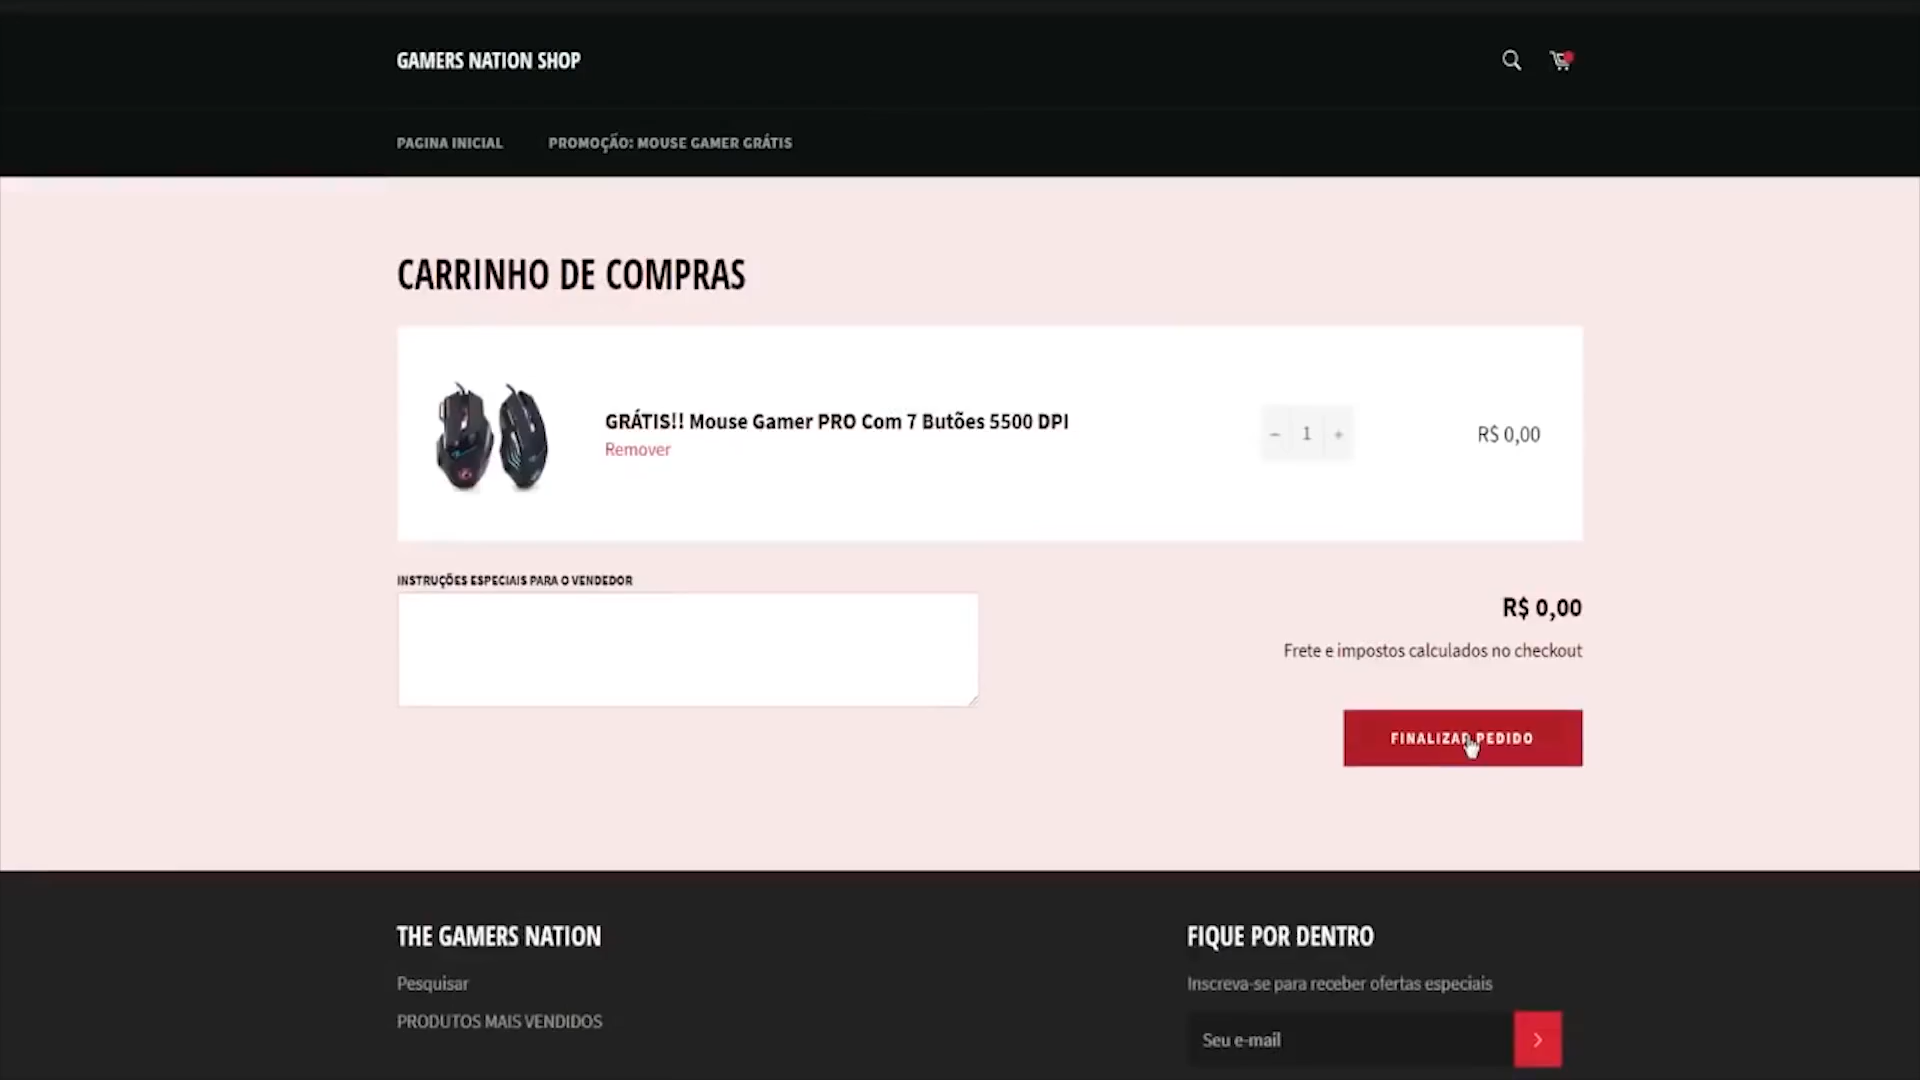 GAMERS NATION SHOP
PAGINA INICIAL
PROMOÇÃO: MOUSE GAMER GRÁTIS
CARRINHO DE COMPRAS
GRÁTIS!! Mouse Gamer PRO Com 7 Butões 5500 DPI
Remover
− 1 +
R$ 0,00
INSTRUÇÕES ESPECIAIS PARA O VENDEDOR
R$ 0,00
Frete e impostos calculados no checkout
FINALIZAR PEDIDO
THE GAMERS NATION
Pesquisar
PRODUTOS MAIS VENDIDOS
FIQUE POR DENTRO
Inscreva-se para receber ofertas especiais
Seu e-mail